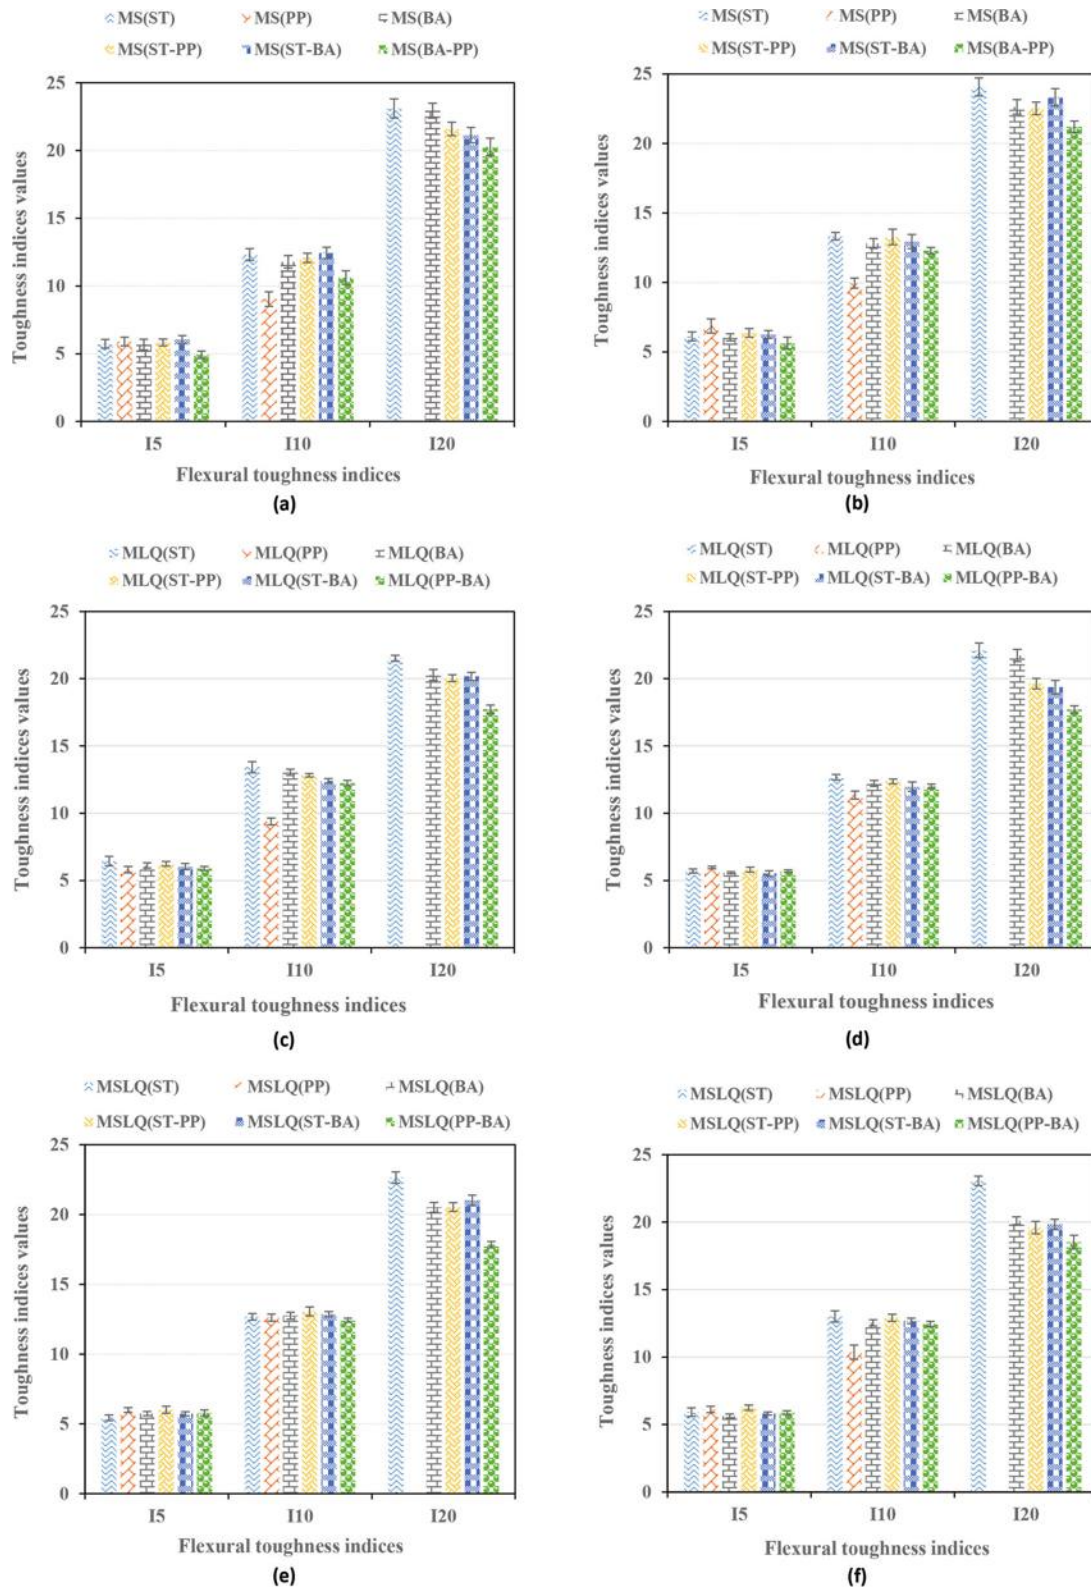 MS(ST) MS(PP) MS(BA)
MS(ST-PP) MS(ST-BA) MS(BA-PP)
25
20
15
10
5
0
Toughness indices values
I5 I10 I20
Flexural toughness indices
(a)
MS(ST) MS(PP) MS(BA)
MS(ST-PP) MS(ST-BA) MS(BA-PP)
25
20
15
10
5
0
Toughness indices values
I5 I10 I20
Flexural toughness indices
(b)
MLQ(ST) MLQ(PP) MLQ(BA)
MLQ(ST-PP) MLQ(ST-BA) MLQ(PP-BA)
25
20
15
10
5
0
Toughness indices values
I5 I10 I20
Flexural toughness indices
(c)
MLQ(ST) MLQ(PP) MLQ(BA)
MLQ(ST-PP) MLQ(ST-BA) MLQ(PP-BA)
25
20
15
10
5
0
Toughness indices values
I5 I10 I20
Flexural toughness indices
(d)
MSLQ(ST) MSLQ(PP) MSLQ(BA)
MSLQ(ST-PP) MSLQ(ST-BA) MSLQ(PP-BA)
25
20
15
10
5
0
Toughness indices values
I5 I10 I20
Flexural toughness indices
(e)
MSLQ(ST) MSLQ(PP) MSLQ(BA)
MSLQ(ST-PP) MSLQ(ST-BA) MSLQ(PP-BA)
25
20
15
10
5
0
Toughness indices values
I5 I10 I20
Flexural toughness indices
(f)